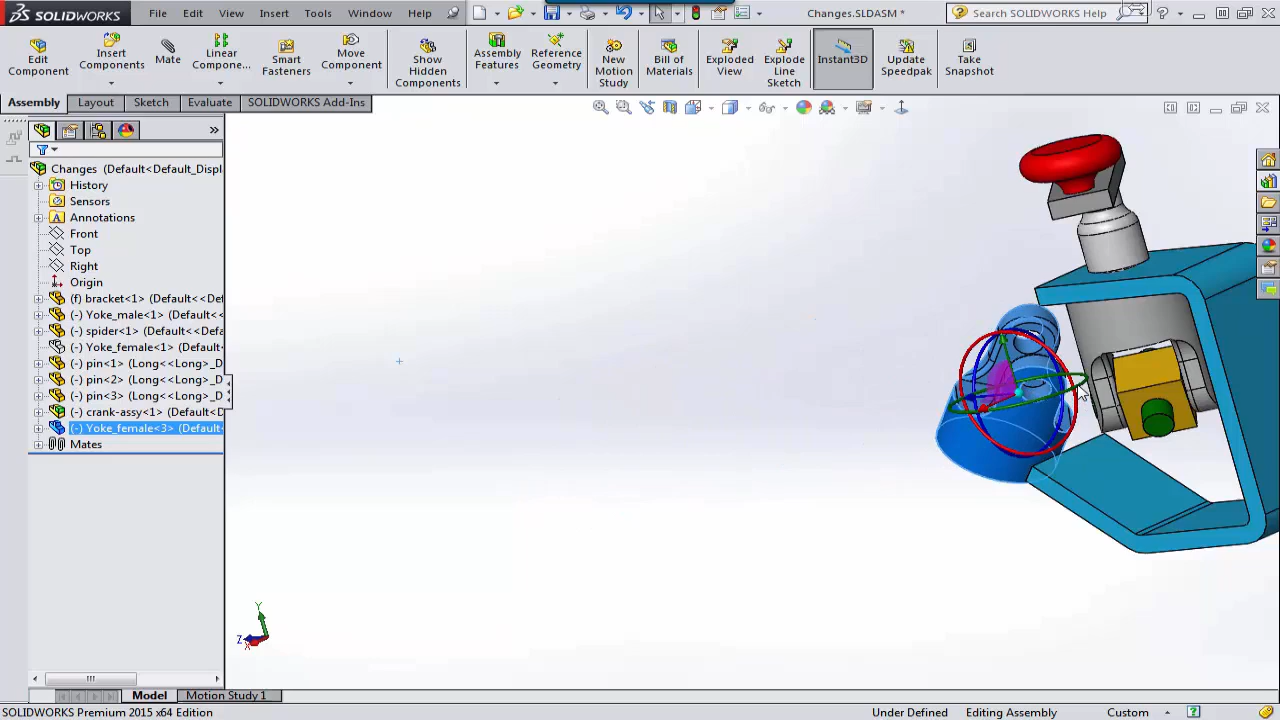 SOLIDWORKS File Edit View Insert Tools Window Help Changes.SLDASM * Search SOLIDWORKS Help
Edit Component
Insert Components
Mate
Linear Compone...
Smart Fasteners
Move Component
Show Hidden Components
Assembly Features
Reference Geometry
New Motion Study
Bill of Materials
Exploded View
Explode Line Sketch
Instant3D
Update Speedpak
Take Snapshot
Assembly Layout Sketch Evaluate SOLIDWORKS Add-Ins
Changes (Default<Default_Displ
History
Sensors
Annotations
Front
Top
Right
Origin
(f) bracket<1> (Default<<Def
(-) Yoke_male<1> (Default<<
(-) spider<1> (Default<<Defa
(-) Yoke_female<1> (Default<
(-) pin<1> (Long<<Long>_D
(-) pin<2> (Long<<Long>_D
(-) pin<3> (Long<<Long>_D
(-) crank-assy<1> (Default<D
(-) Yoke_female<3> (Default<
Mates
Y
Z
X
Model Motion Study 1
SOLIDWORKS Premium 2015 x64 Edition Under Defined Editing Assembly Custom